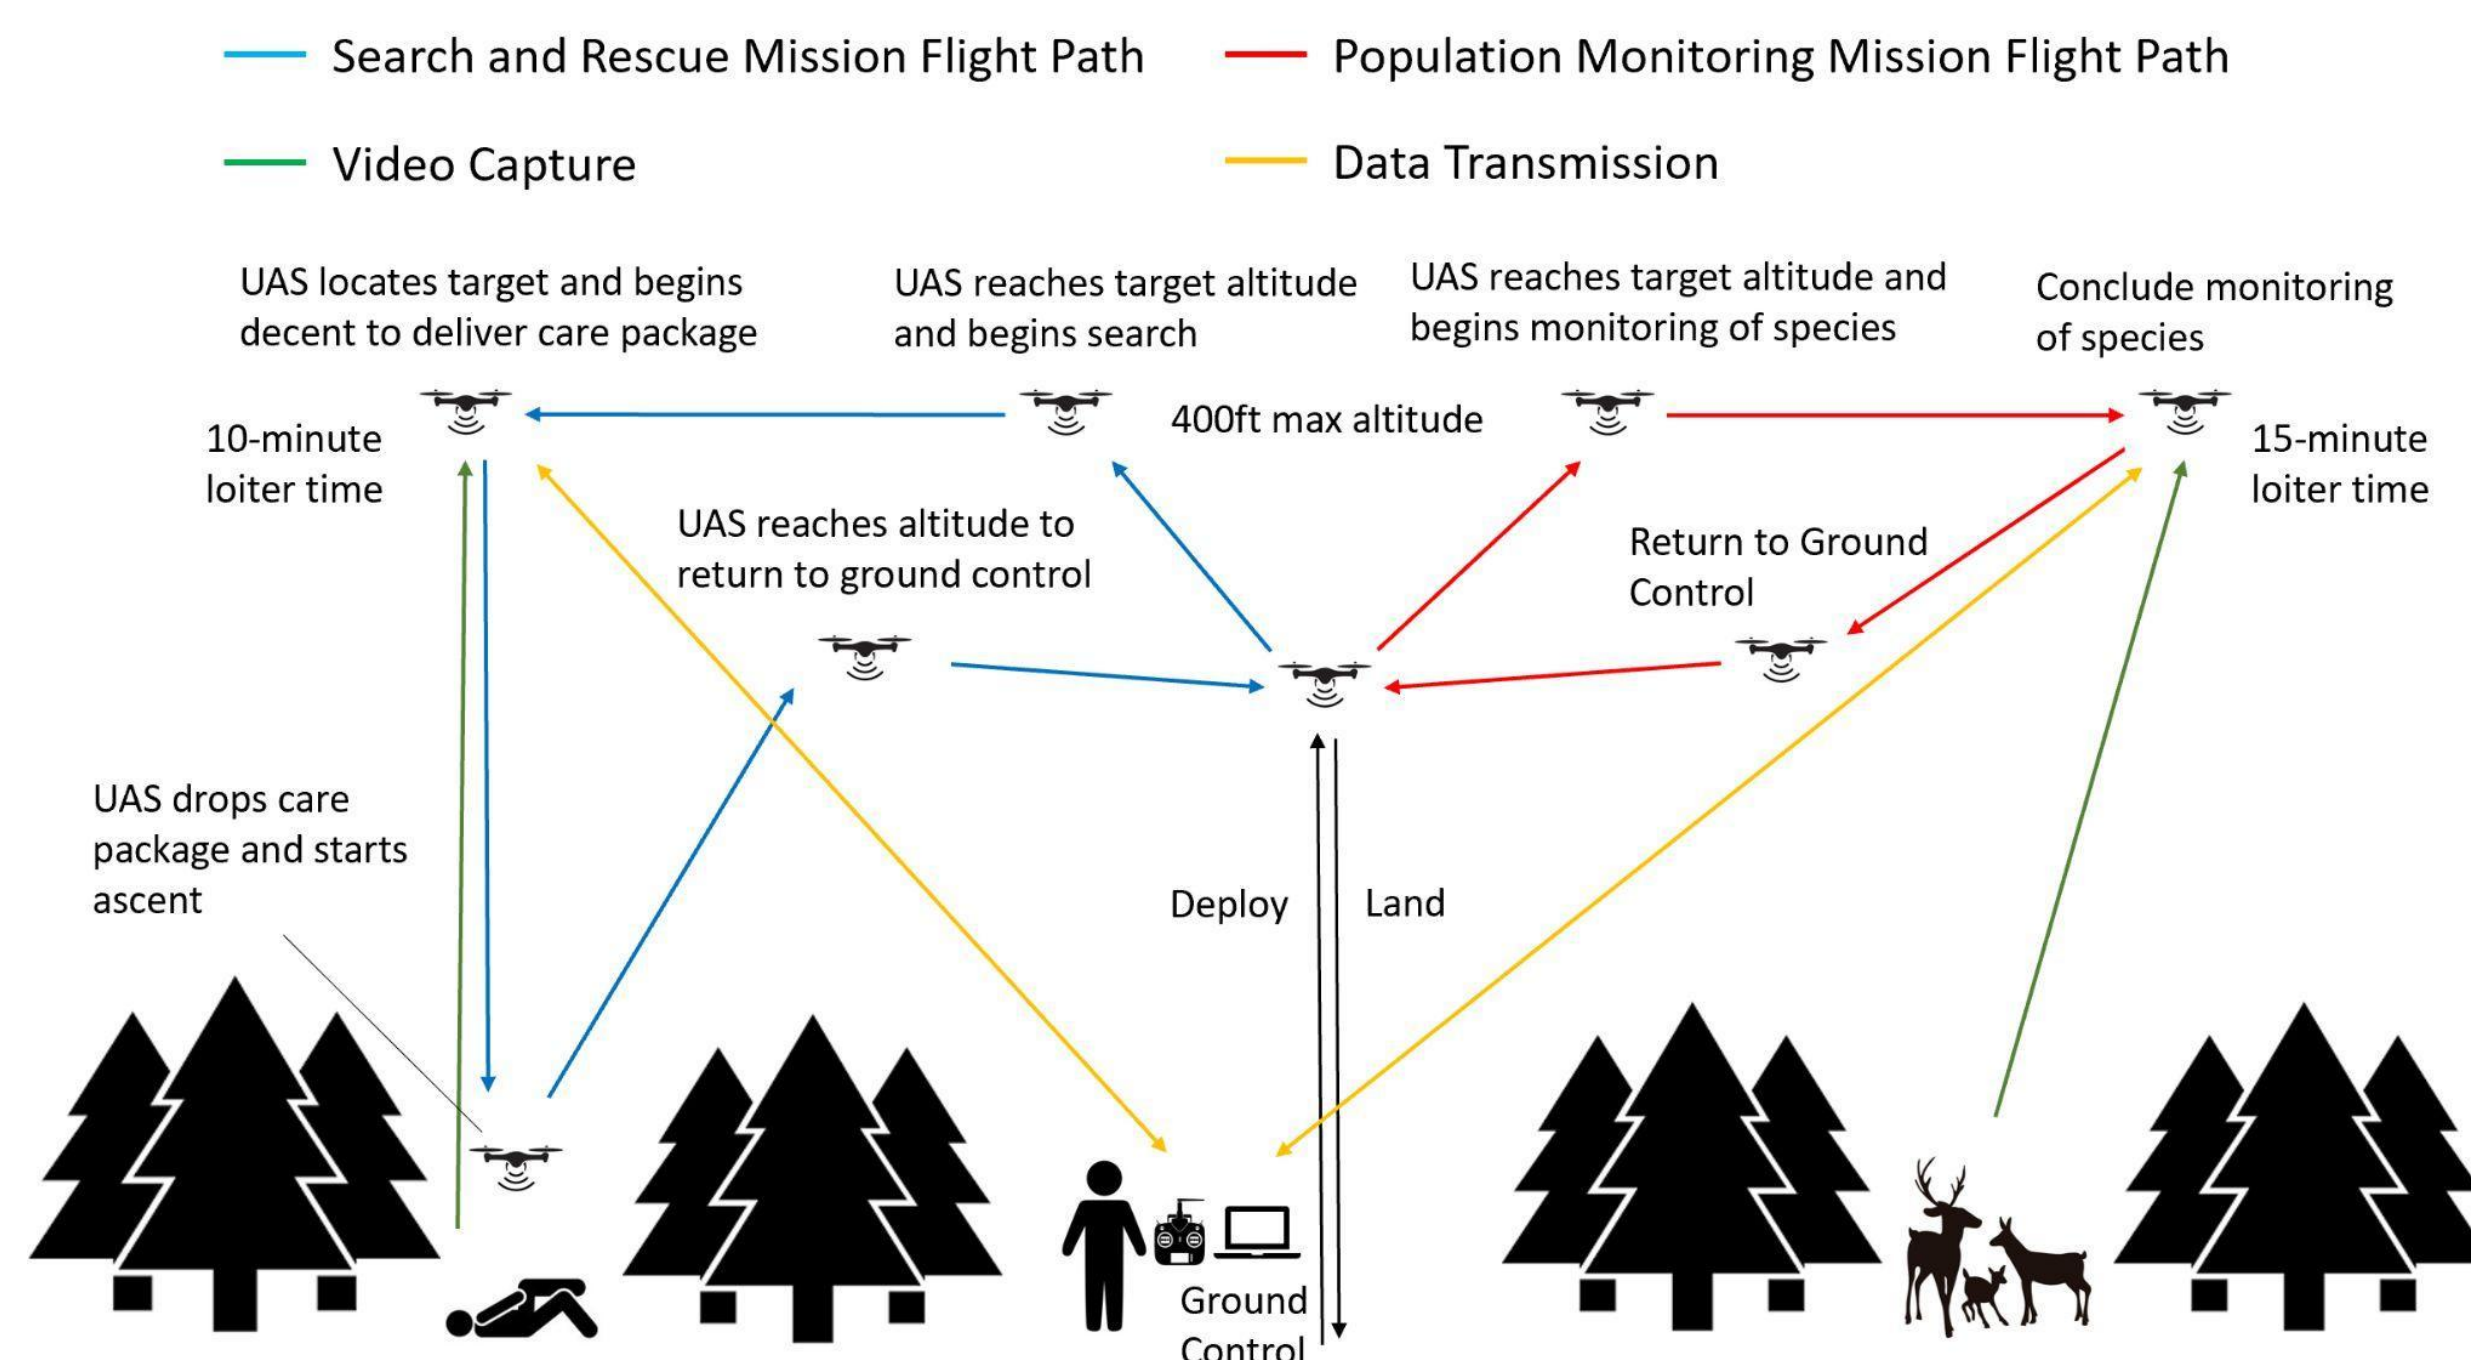 Search and Rescue Mission Flight Path
Population Monitoring Mission Flight Path
Video Capture
Data Transmission
UAS locates target and begins
decent to deliver care package
UAS reaches target altitude
and begins search
UAS reaches target altitude and
begins monitoring of species
Conclude monitoring
of species
10-minute
loiter time
400ft max altitude
15-minute
loiter time
UAS reaches altitude to
return to ground control
Return to Ground
Control
UAS drops care
package and starts
ascent
Deploy
Land
Ground
Control